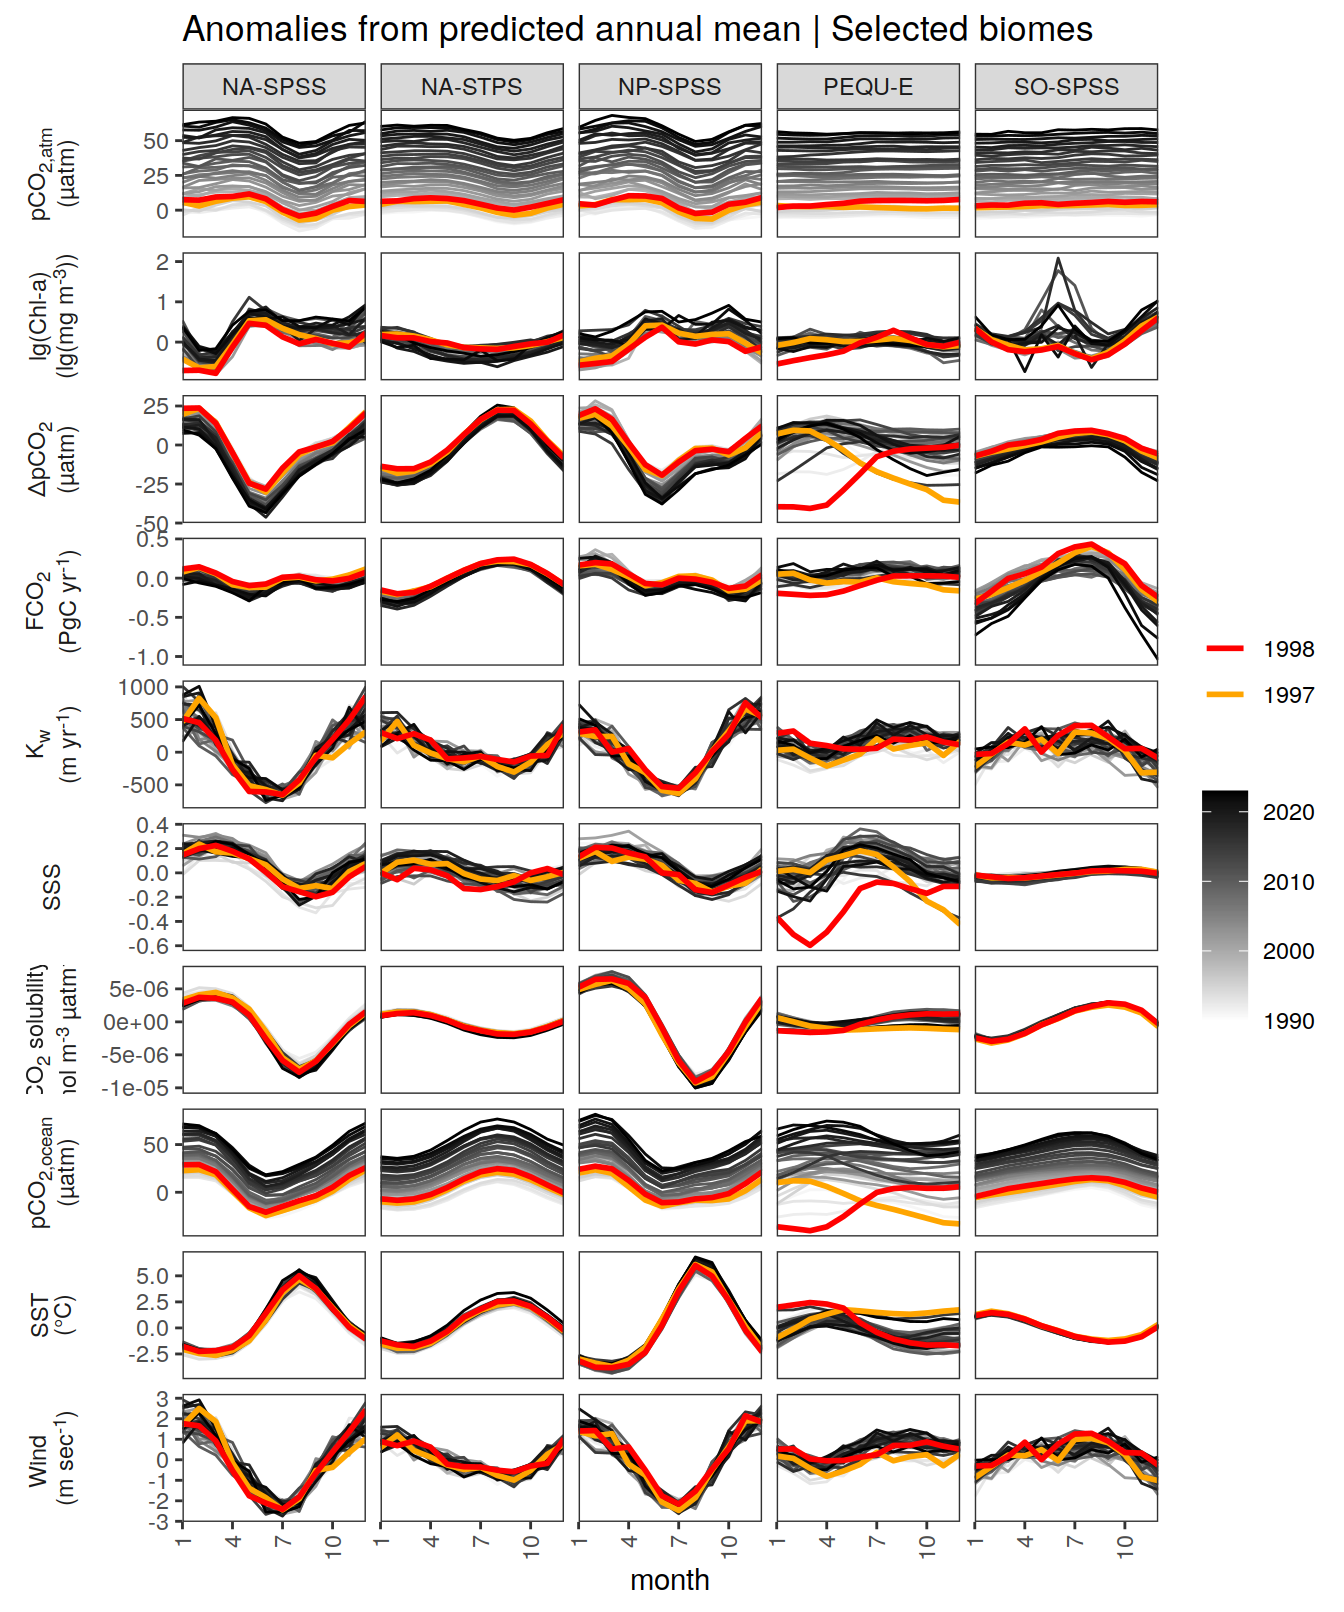 Anomalies from predicted annual mean | Selected biomes
NA-SPSS NA-STPS NP-SPSS PEQU-E SO-SPSS
pCO2,atm
(µatm)
50
25
0
lg(Chl-a)
(lg(mg m-3))
2
1
0
ΔpCO2
(µatm)
25
0
-25
-50
FCO2
(PgC yr-1)
0.5
0.0
-0.5
-1.0
Kw
(m yr-1)
1000
500
0
-500
SSS
0.4
0.2
0.0
-0.2
-0.4
-0.6
CO2 solubility
nol m-3 µatm
5e-06
0e+00
-5e-06
-1e-05
pCO2,ocean
(µatm)
50
0
SST
(°C)
5.0
2.5
0.0
-2.5
Wind
(m sec-1)
3
2
1
0
-1
-2
-3
1 4 7 10 1 4 7 10 1 4 7 10 1 4 7 10 1 4 7 10
month
1998
1997
2020
2010
2000
1990